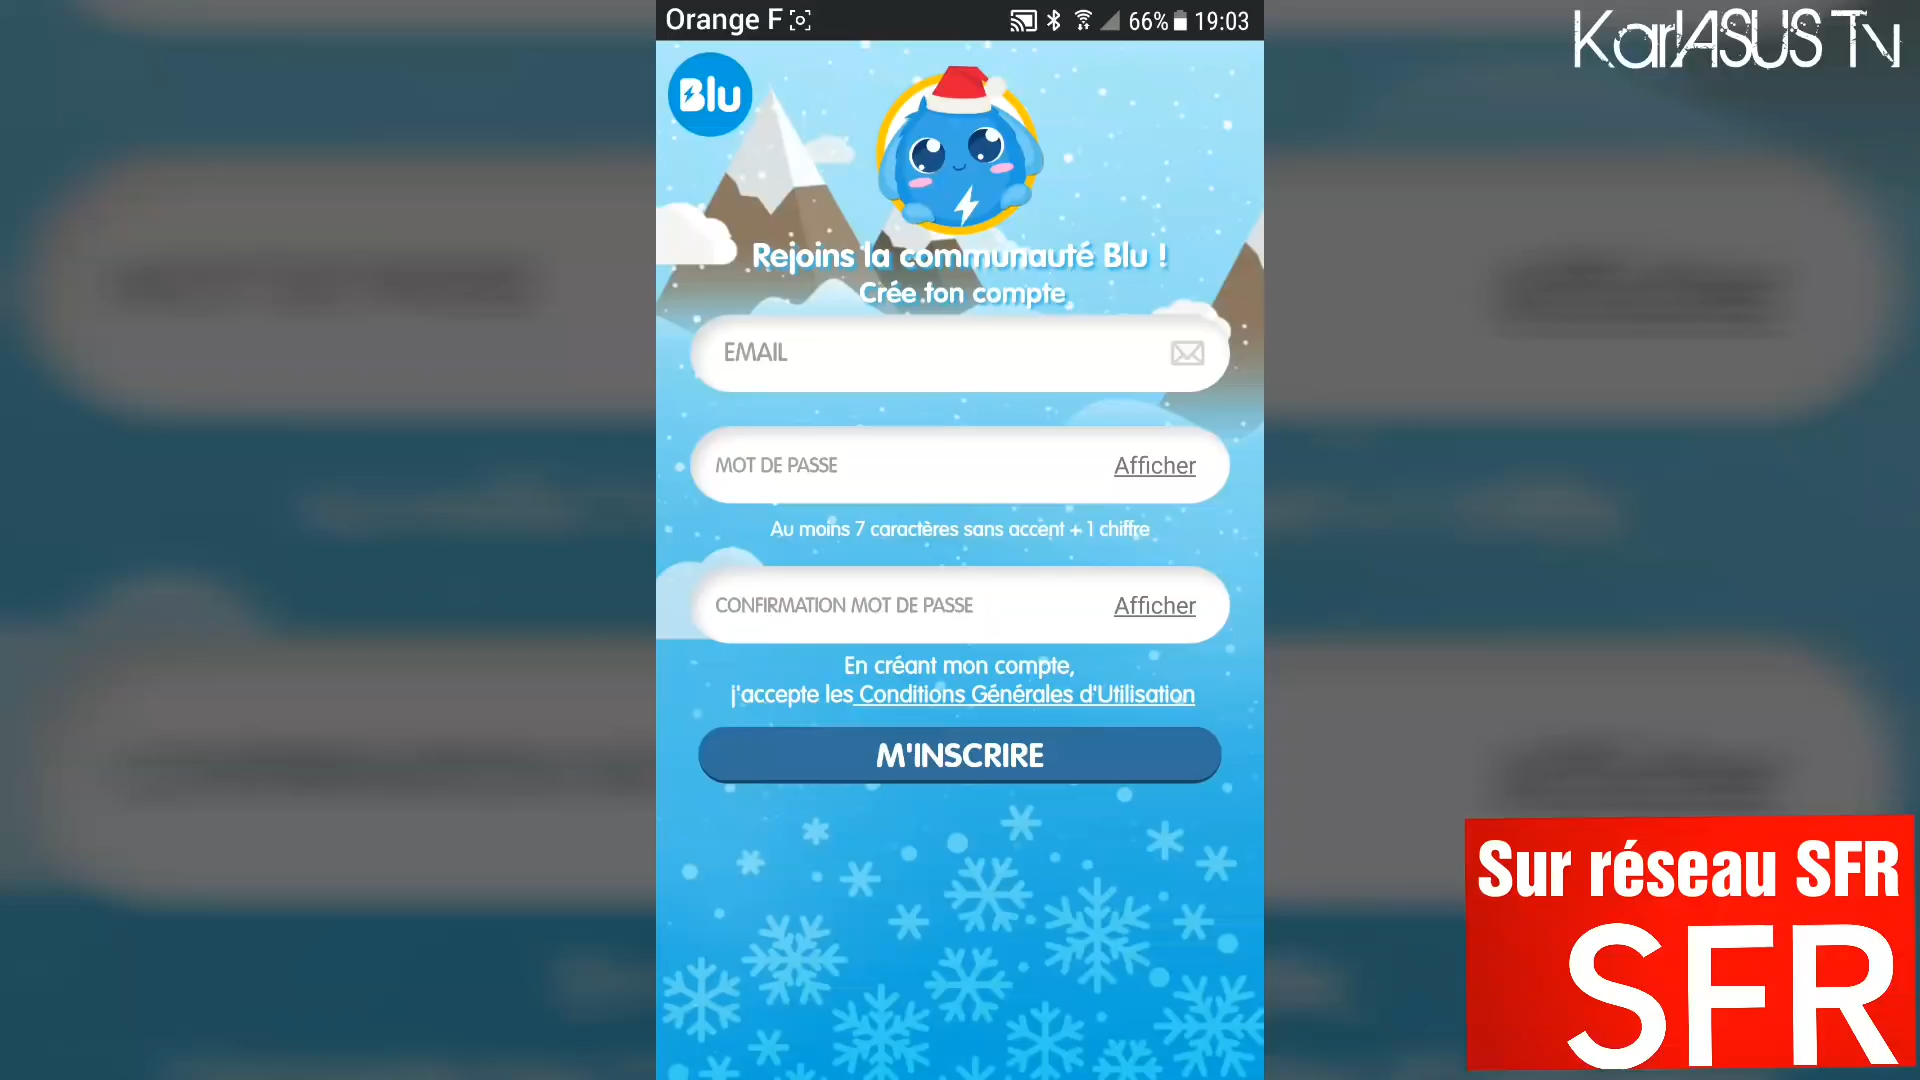 Orange F
66%
19:03
KarlASUS Tv
Blu
Rejoins la communauté Blu !
Crée ton compte
EMAIL
MOT DE PASSE
Afficher
Au moins 7 caractères sans accent + 1 chiffre
CONFIRMATION MOT DE PASSE
Afficher
En créant mon compte,
j'accepte les Conditions Générales d'Utilisation
M'INSCRIRE
Sur réseau SFR
SFR